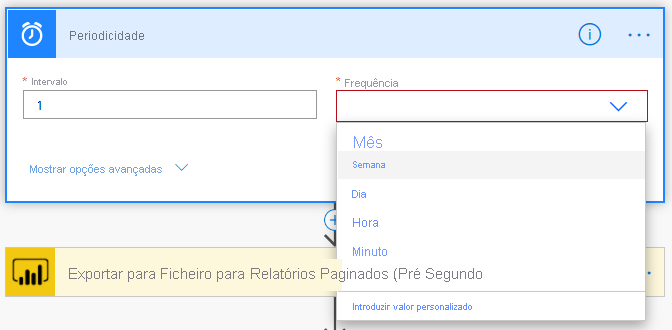 Periodicidade
* Intervalo
* Frequência
1
Mês
Semana
Mostrar opções avançadas
Dia
Hora
Minuto
Exportar para Ficheiro para Relatórios Paginados (Pré Segundo
Introduzir valor personalizado